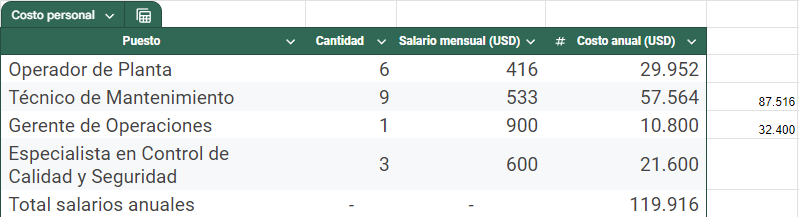 Costo personal
Puesto Cantidad Salario mensual (USD) # Costo anual (USD)
Operador de Planta 6 416 29.952
Técnico de Mantenimiento 9 533 57.564 87.516
Gerente de Operaciones 1 900 10.800 32.400
Especialista en Control de
Calidad y Seguridad 3 600 21.600
Total salarios anuales - - 119.916